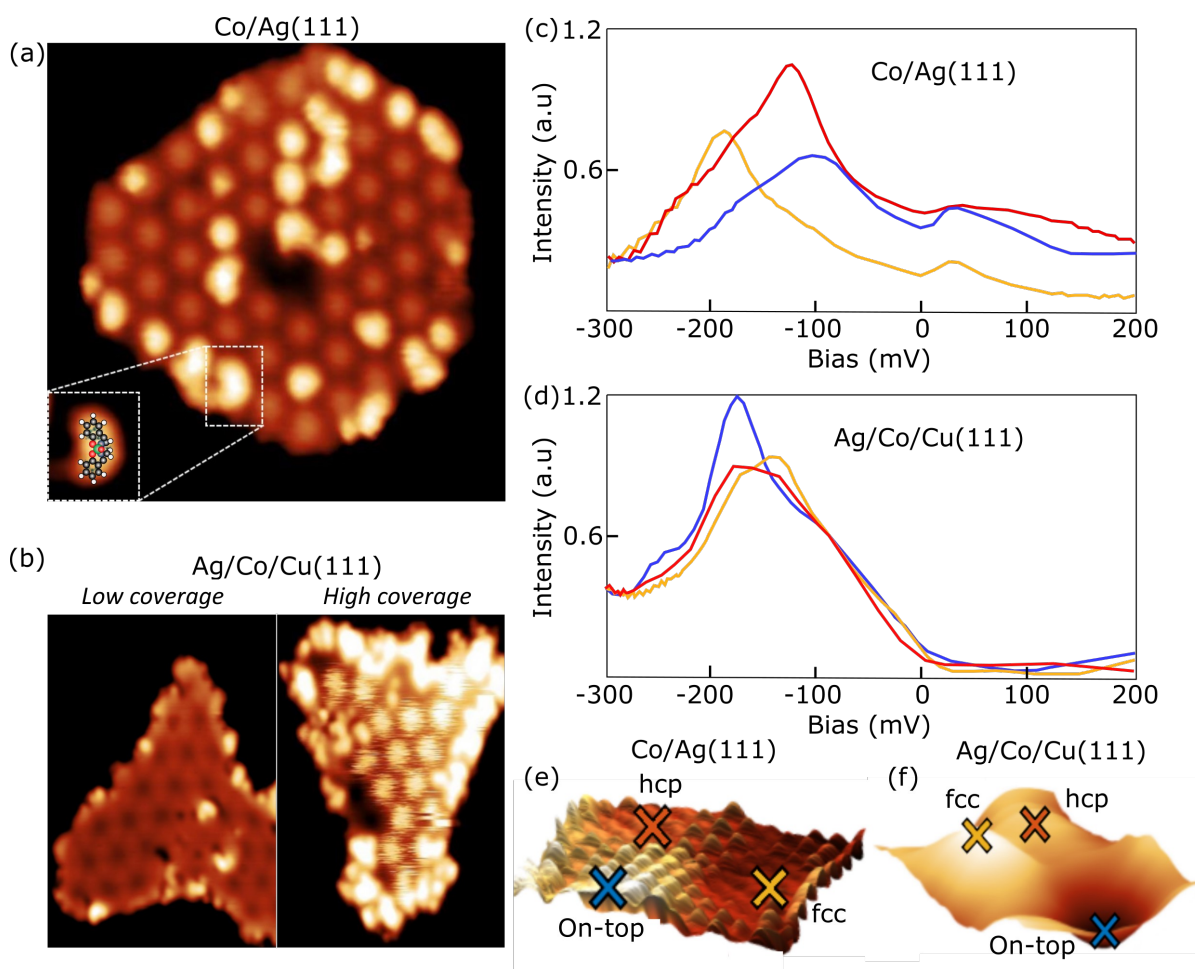 Co/Ag(111)
(a)
(b)
Ag/Co/Cu(111)
Low coverage
High coverage
(c)
1.2
Co/Ag(111)
Intensity (a.u)
0.6
-300
-200
-100
0
100
200
Bias (mV)
(d)
1.2
Ag/Co/Cu(111)
Intensity (a.u)
0.6
-300
-200
-100
0
100
200
Bias (mV)
Co/Ag(111)
(e)
hcp
On-top
fcc
Ag/Co/Cu(111)
(f)
fcc
hcp
On-top